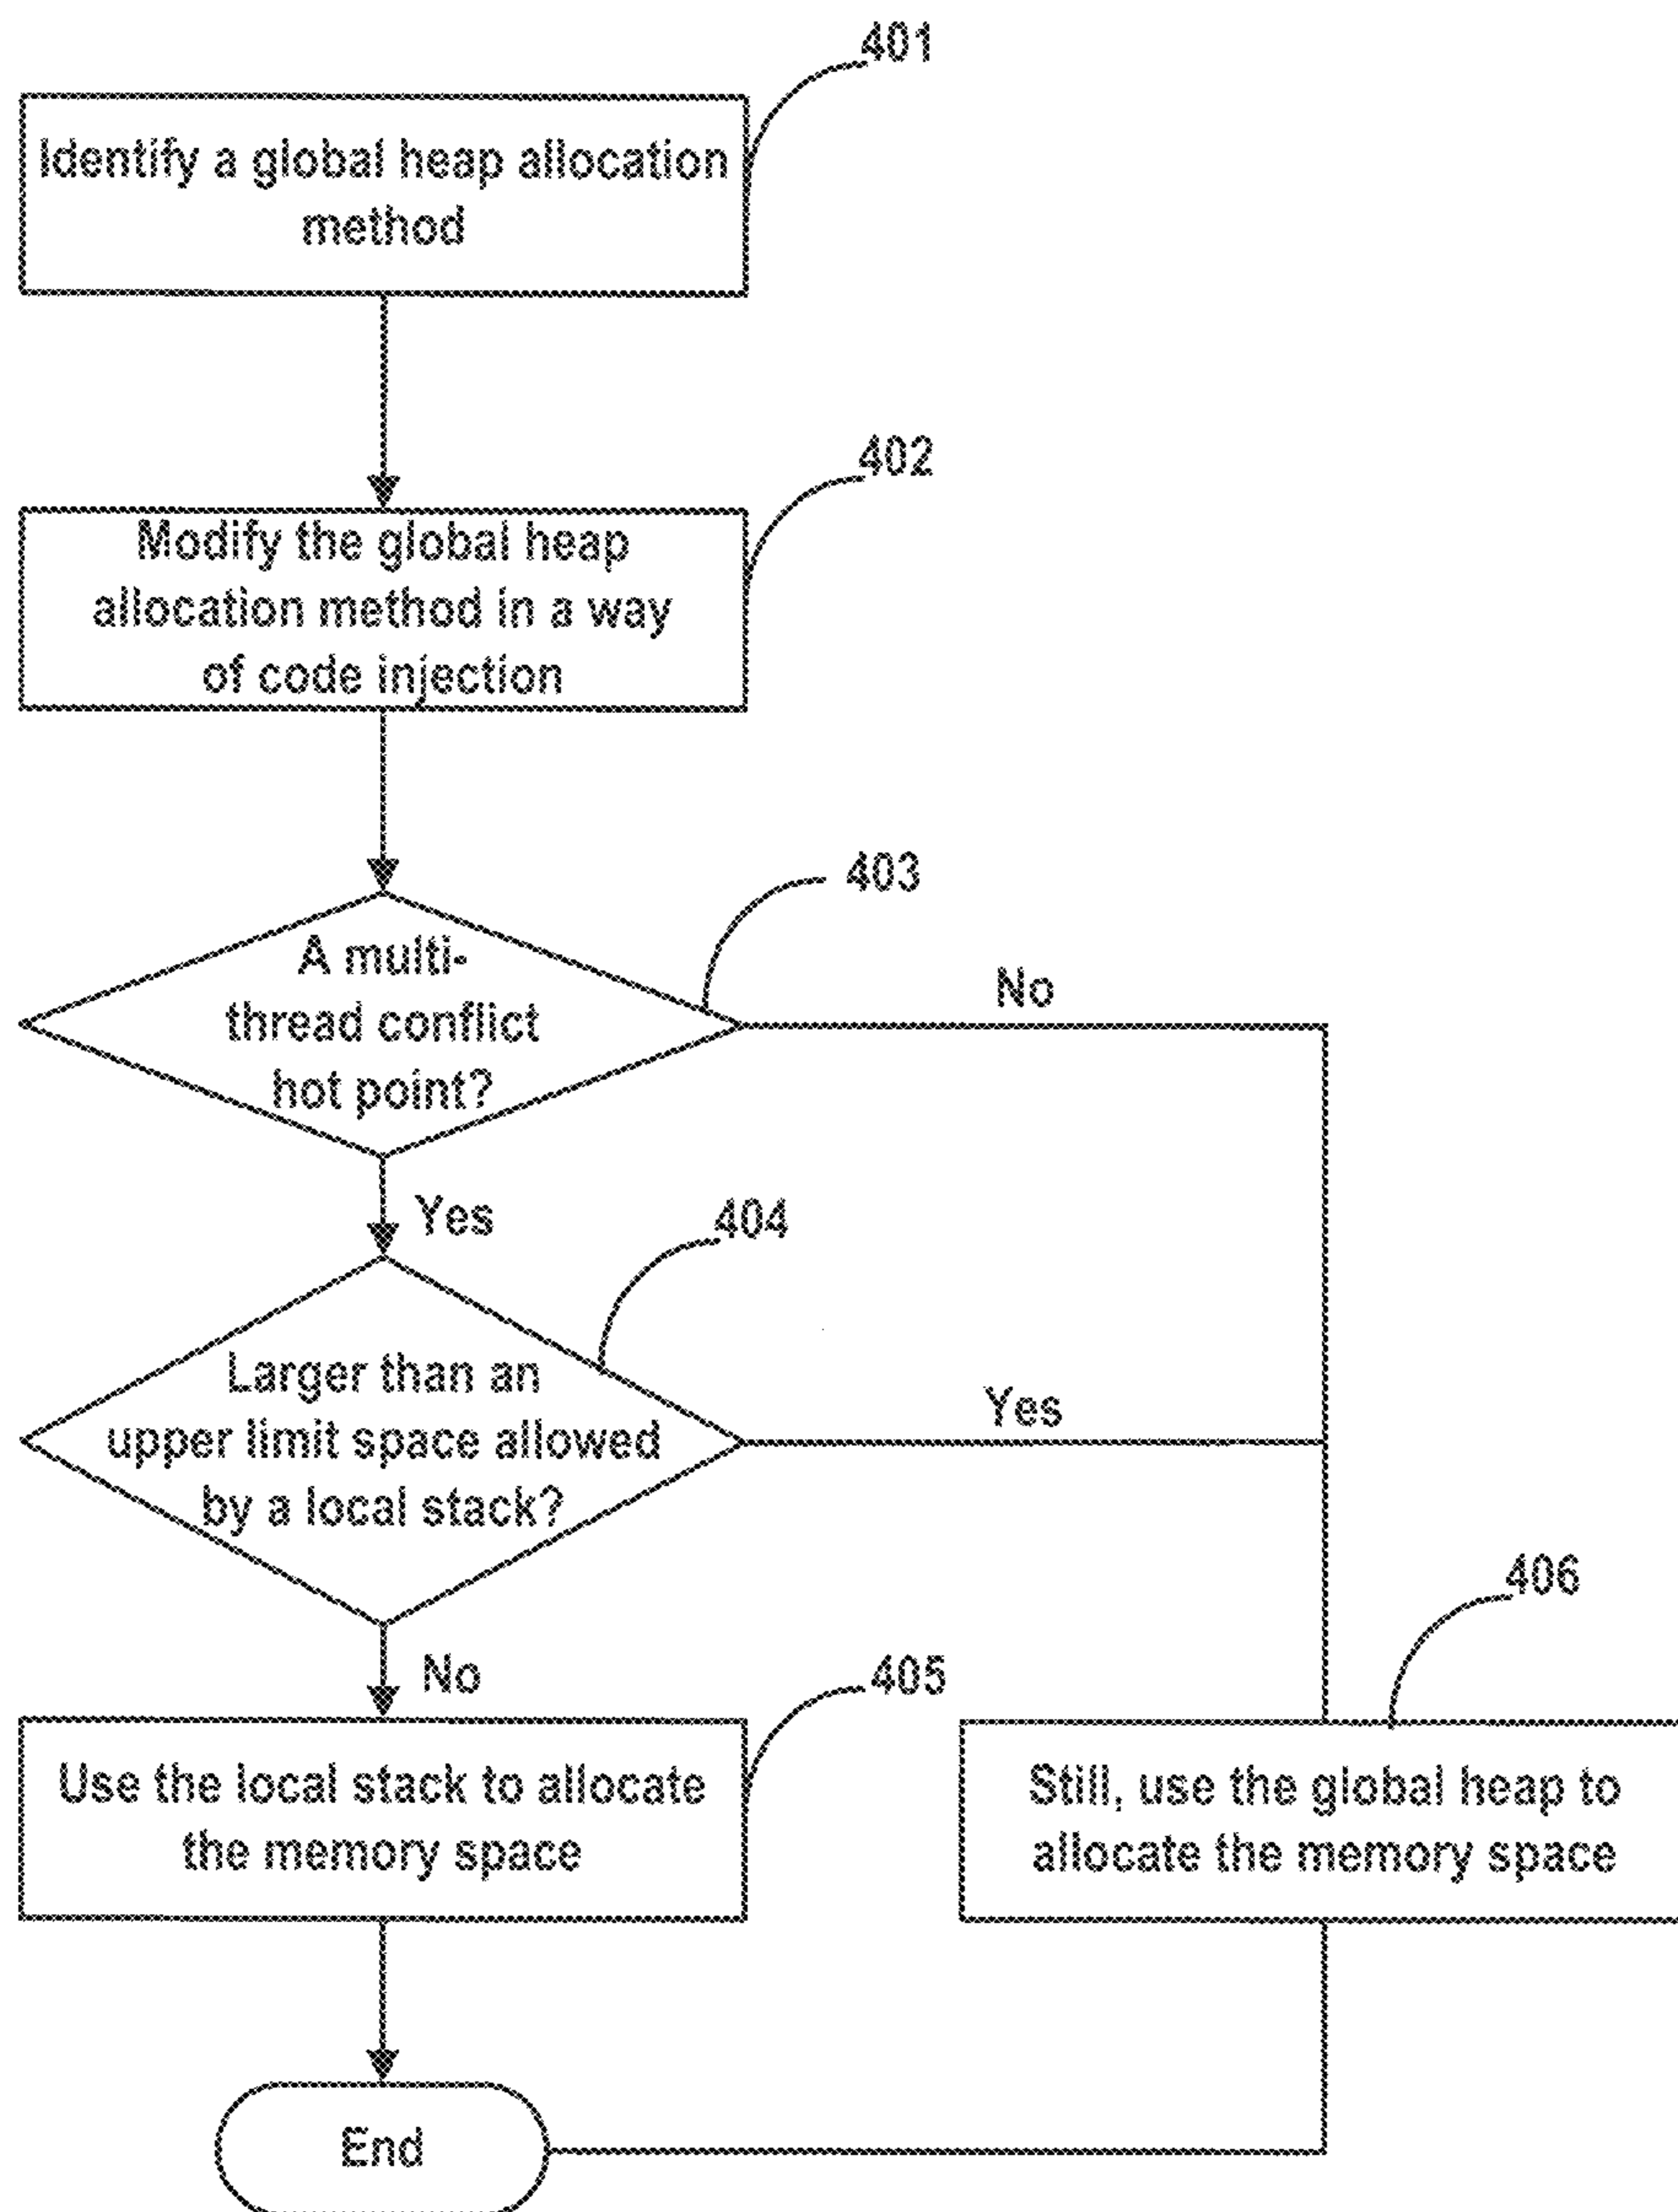 401
Identify a global heap allocation
method
402
Modify the global heap
allocation method in a way
of code injection
403
A multi-
thread conflict
hot point?
No
Yes
404
Larger than an
upper limit space allowed
by a local stack?
Yes
No
405
Use the local stack to allocate
the memory space
406
Still, use the global heap to
allocate the memory space
End